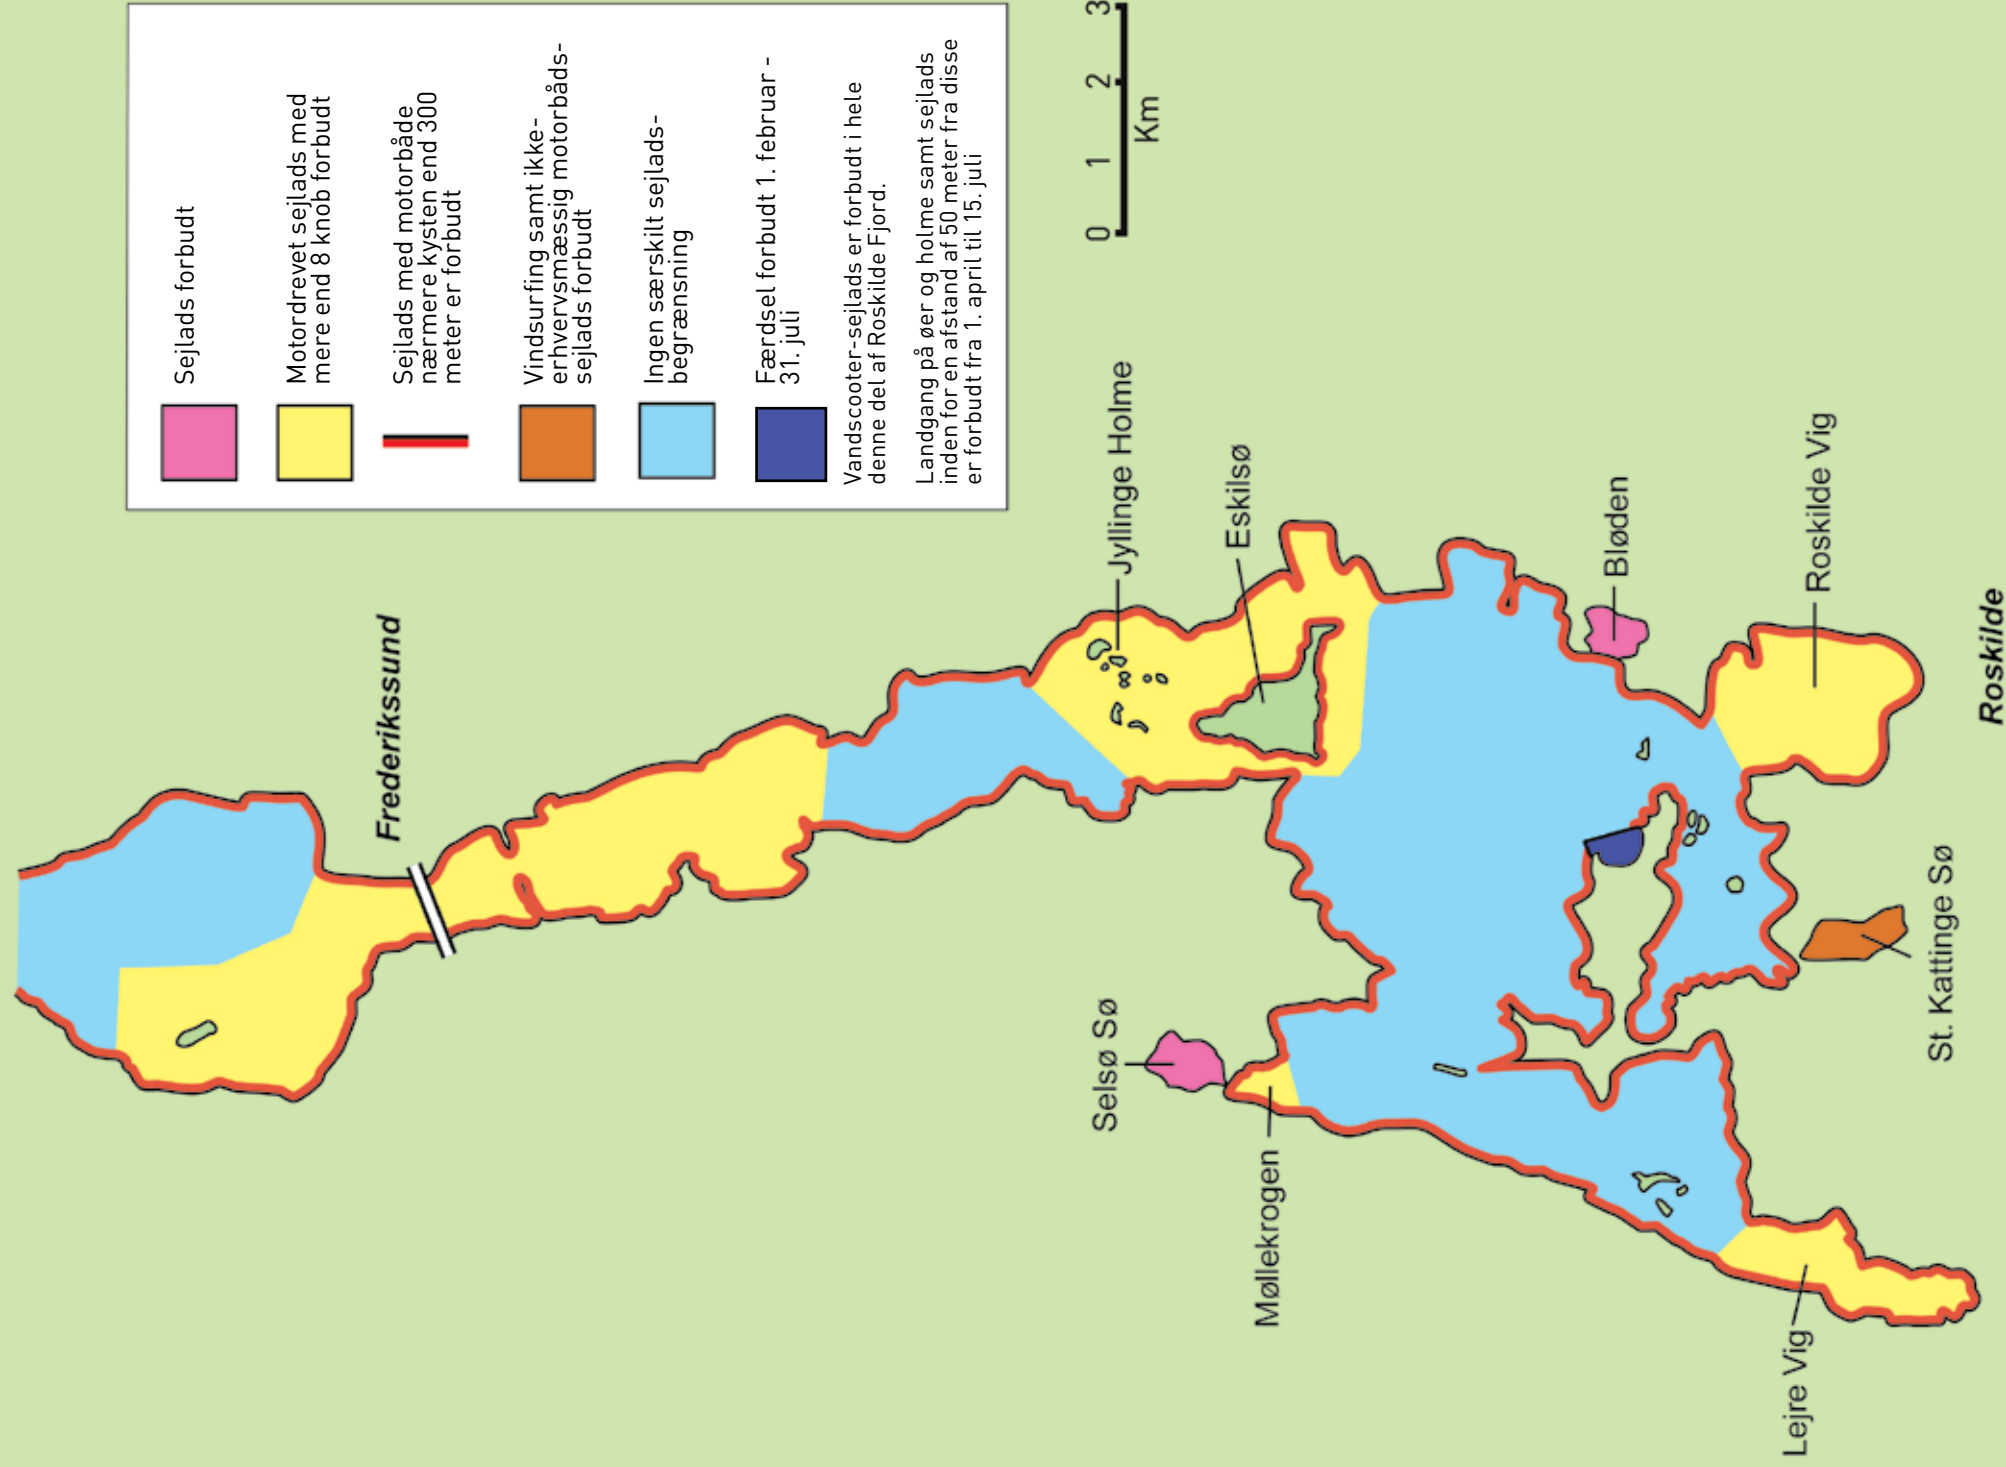 Sejlads forbudt
Motordrevet sejlads med
mere end 8 knob forbudt
Sejlads med motorbåde
nærmere kysten end 300
meter er forbudt
Vindsurfing samt ikke-
erhvervsmæssig motorbåds-
sejlads forbudt
Ingen særskilt sejlads-
begrænsning
Færdsel forbudt 1. februar -
31. juli
Vandscooter-sejlads er forbudt i hele
denne del af Roskilde Fjord.
Landgang på øer og holme samt sejlads
inden for en afstand af 50 meter fra disse
er forbudt fra 1. april til 15. juli
0 1 2 3
Km
Frederikssund
Jyllinge Holme
Eskilsø
Selsø Sø
Møllekrogen
Bløden
Roskilde Vig
St. Kattinge Sø
Lejre Vig
Roskilde